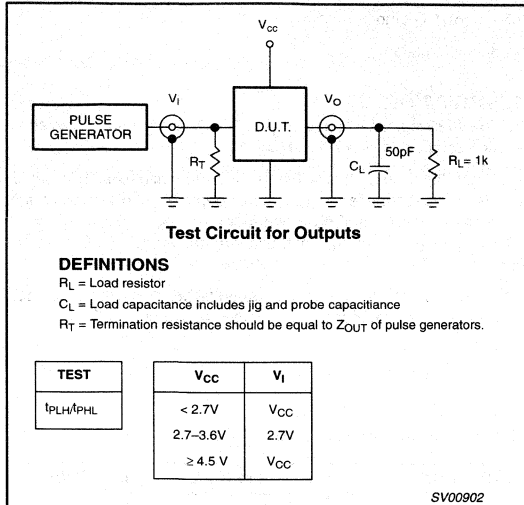 VCC
VI
VO
PULSE
GENERATOR
D.U.T.
RT
50pF
CL
RL= 1k
Test Circuit for Outputs
DEFINITIONS
RL = Load resistor
CL = Load capacitance includes jig and probe capacitiance
RT = Termination resistance should be equal to ZOUT of pulse generators.
TEST
tPLH/tPHL
VCC VI
< 2.7V VCC
2.7–3.6V 2.7V
≥ 4.5 V VCC
SV00902